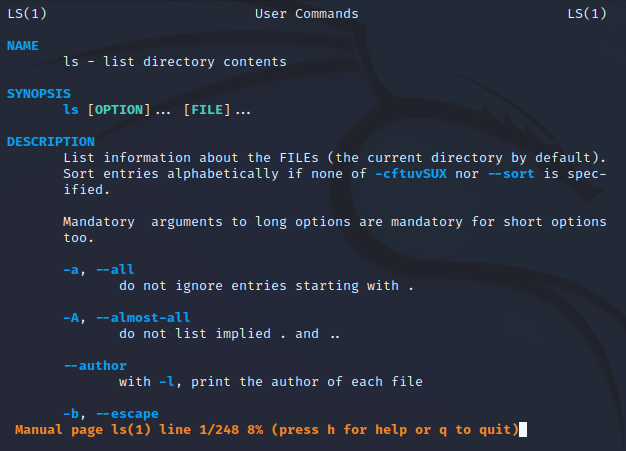 LS(1) User Commands LS(1)
NAME
ls - list directory contents
SYNOPSIS
ls [OPTION]... [FILE]...
DESCRIPTION
List information about the FILEs (the current directory by default).
Sort entries alphabetically if none of -cftuvSUX nor --sort is spec-
ified.
Mandatory arguments to long options are mandatory for short options
too.
-a, --all
do not ignore entries starting with .
-A, --almost-all
do not list implied . and ..
--author
with -l, print the author of each file
-b, --escape
Manual page ls(1) line 1/248 8% (press h for help or q to quit)